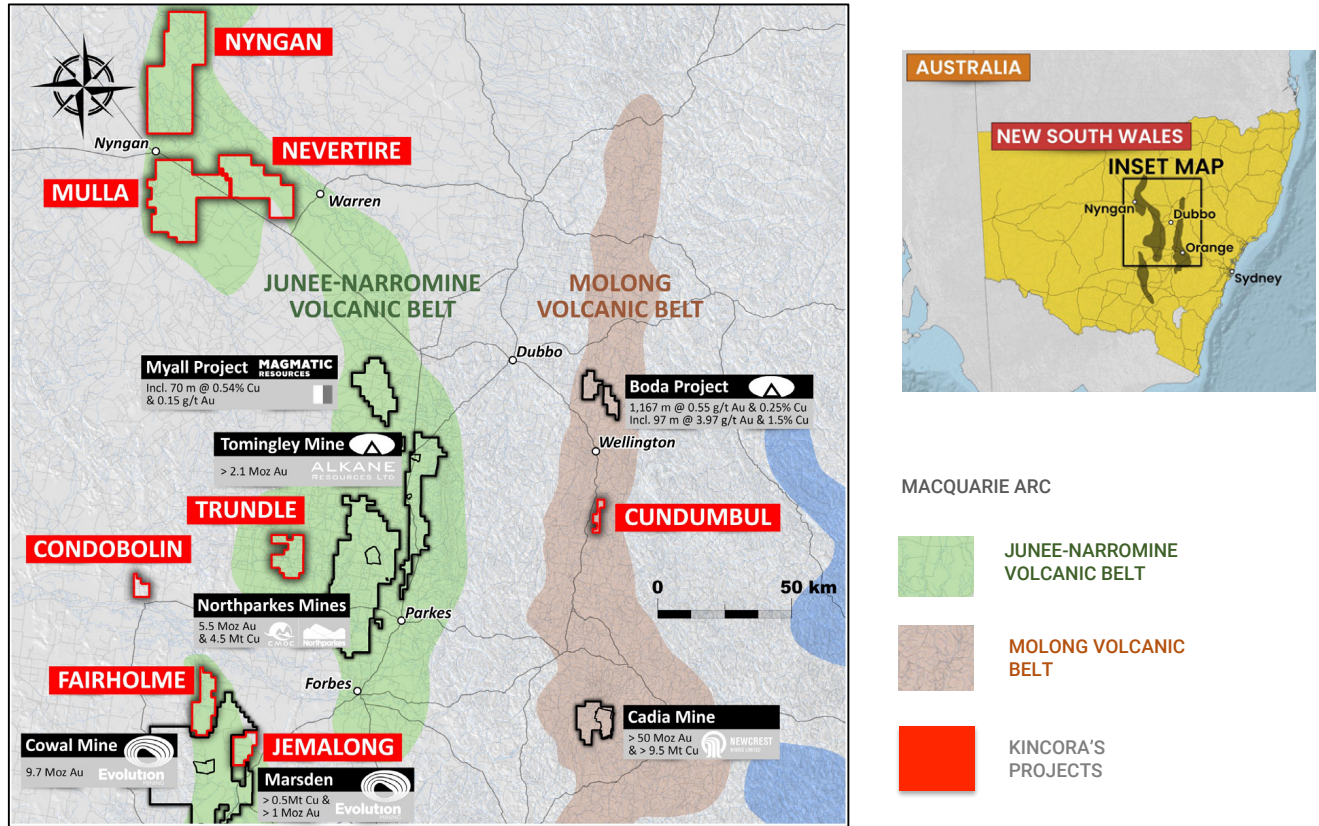 NYNGAN
Nyngan
NEVERTIRE
MULLA
Warren
JUNEE-NARROMINE
VOLCANIC BELT
MOLONG
VOLCANIC BELT
Dubbo
Myall Project
MAGMATIC
RESOURCES
Incl. 70 m @ 0.54% Cu
& 0.15 g/t Au
Boda Project
1,167 m @ 0.55 g/t Au & 0.25% Cu
Incl. 97 m @ 3.97 g/t Au & 1.5% Cu
Tomingley Mine
> 2.1 Moz Au
ALKANE
RESOURCES LTD
Wellington
TRUNDLE
CUNDUMBUL
CONDOBOLIN
0 50 km
Northparkes Mines
5.5 Moz Au
& 4.5 Mt Cu
CMOC
Northparkes
Parkes
FAIRHOLME
Forbes
Cadia Mine
> 50 Moz Au
& > 9.5 Mt Cu
NEWCREST
MINING LIMITED
Cowal Mine
9.7 Moz Au
Evolution
MINING
JEMALONG
Marsden
> 0.5Mt Cu &
> 1 Moz Au
Evolution
AUSTRALIA
NEW SOUTH WALES
INSET MAP
Nyngan
Dubbo
Orange
Sydney
MACQUARIE ARC
JUNEE-NARROMINE
VOLCANIC BELT
MOLONG VOLCANIC
BELT
KINCORA'S
PROJECTS